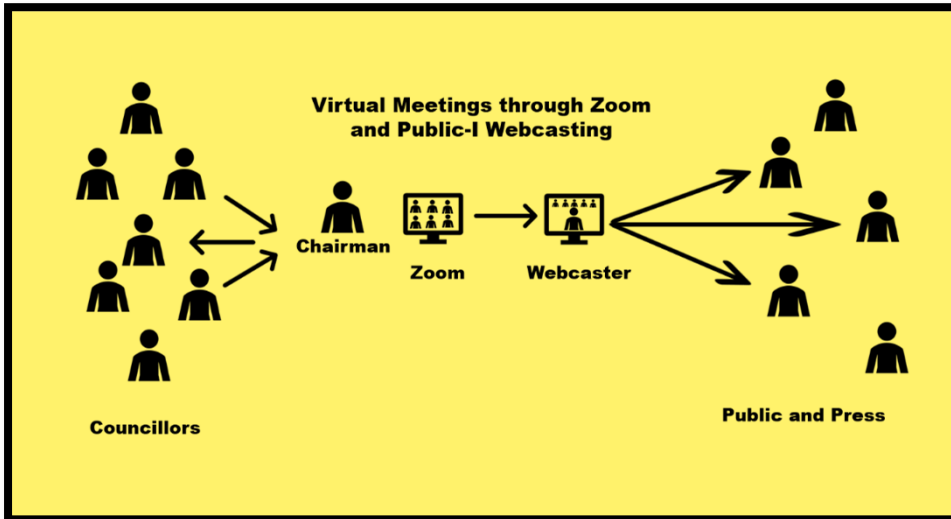 Virtual Meetings through Zoom
and Public-I Webcasting
Chairman
Zoom
Webcaster
Councillors
Public and Press